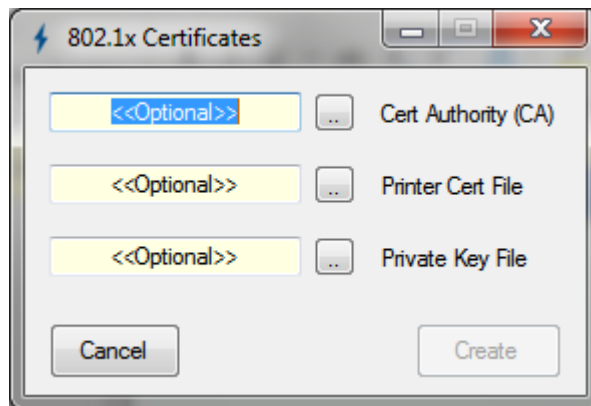 802.1x Certificates
<<Optional>> .. Cert Authority (CA)
<<Optional>> .. Printer Cert File
<<Optional>> .. Private Key File
Cancel Create